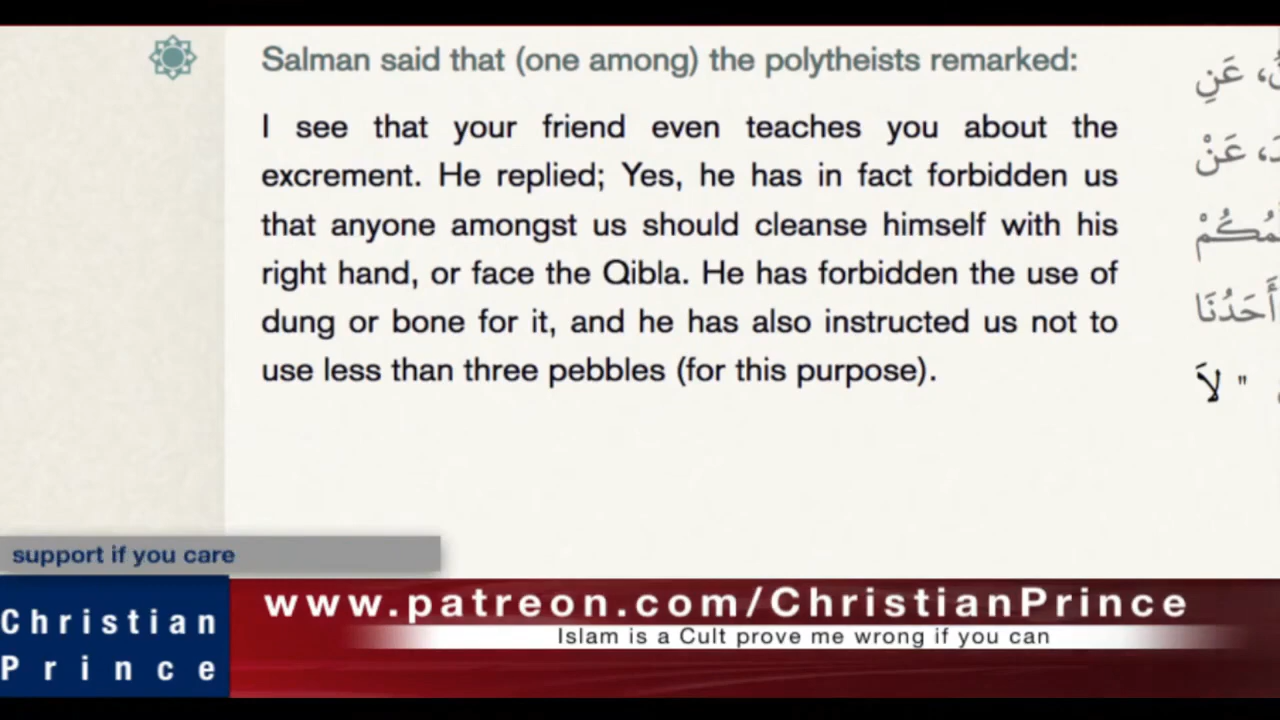 Salman said that (one among) the polytheists remarked:
I see that your friend even teaches you about the
excrement. He replied; Yes, he has in fact forbidden us
that anyone amongst us should cleanse himself with his
right hand, or face the Qibla. He has forbidden the use of
dung or bone for it, and he has also instructed us not to
use less than three pebbles (for this purpose).
عَنِ
عَنْ
أَحَدُنَا
" لاَ
support if you care
Christian
Prince
www.patreon.com/ChristianPrince
Islam is a Cult prove me wrong if you can